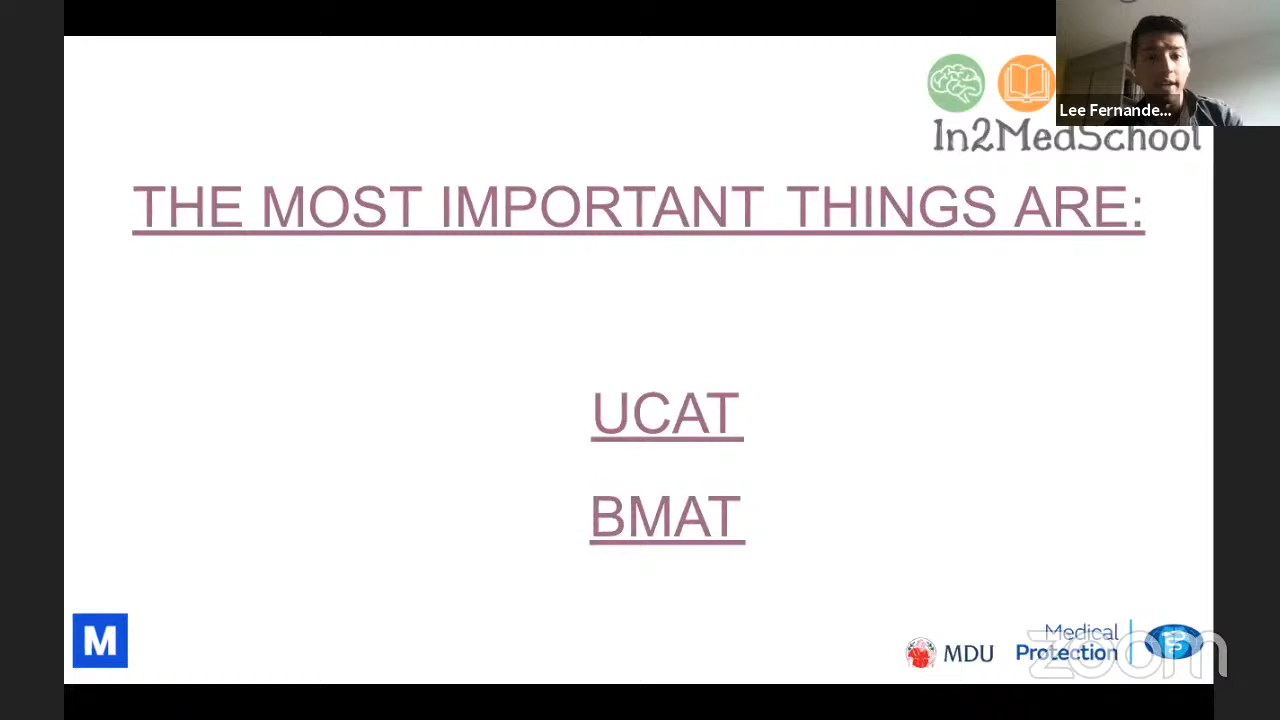 Lee Fernande...
In2MedSchool
THE MOST IMPORTANT THINGS ARE:
UCAT
BMAT
M
MDU
Medical
Protection
zoom